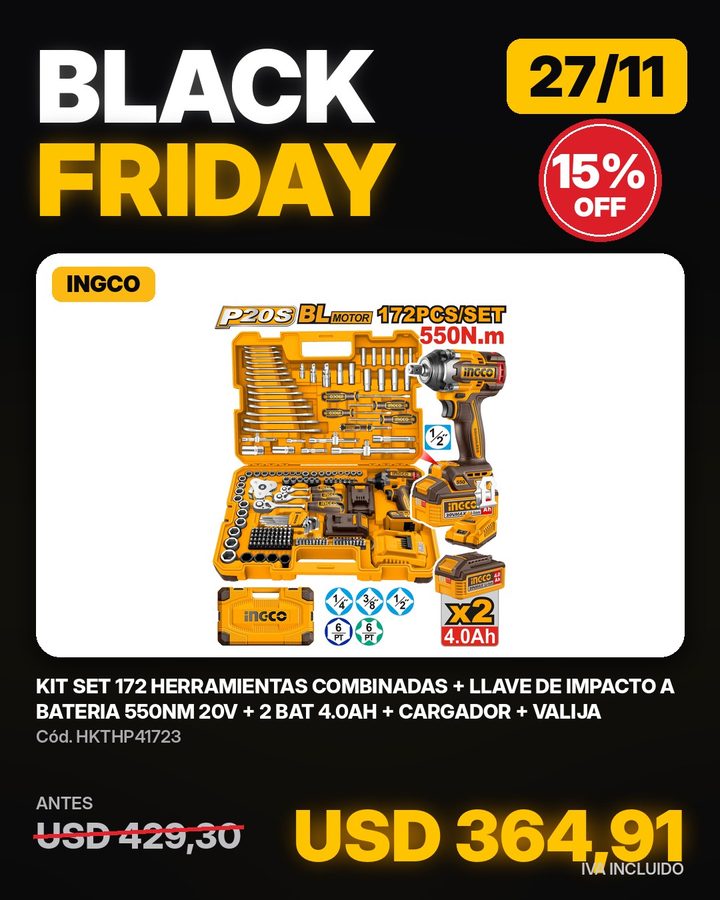 BLACK
FRIDAY
27/11
15%
OFF
INGCO
P20S BL MOTOR 172PCS/SET
550N.m
1/2"
INGCO
INGCO
INGCO
1/4" 3/8" 1/2"
6 PT 6 PT
x2
4.0Ah
KIT SET 172 HERRAMIENTAS COMBINADAS + LLAVE DE IMPACTO A
BATERIA 550NM 20V + 2 BAT 4.0AH + CARGADOR + VALIJA
Cód. HKTHP41723
ANTES
USD 429,30
USD 364,91
IVA INCLUIDO